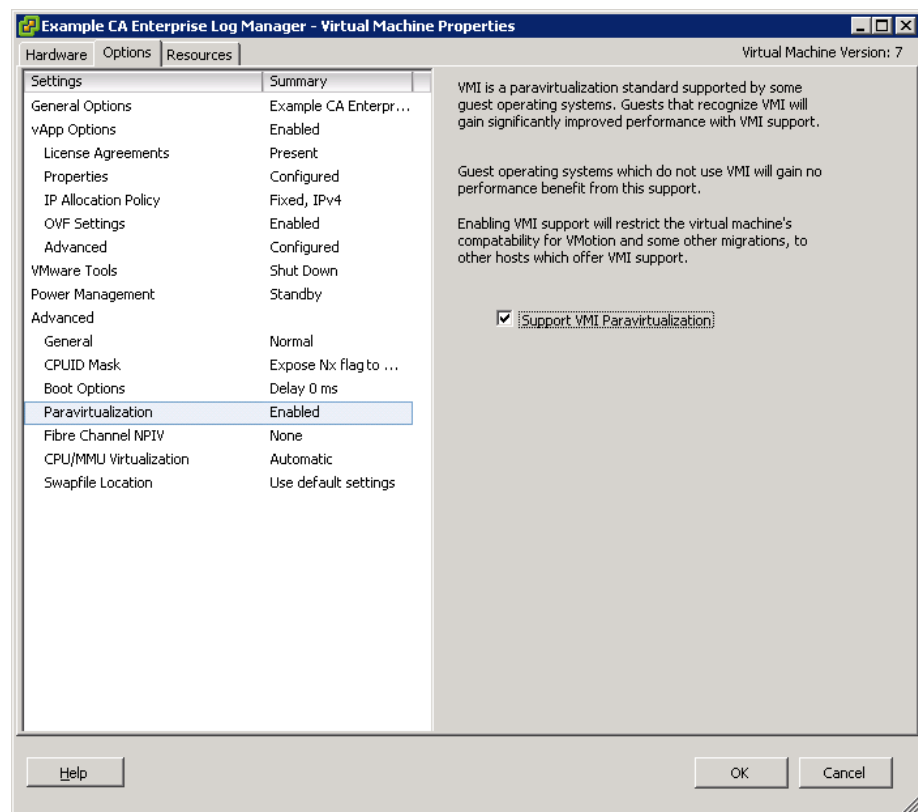 Example CA Enterprise Log Manager - Virtual Machine Properties
Hardware Options Resources Virtual Machine Version: 7
Settings Summary
General Options Example CA Enterpr...
vApp Options Enabled
License Agreements Present
Properties Configured
IP Allocation Policy Fixed, IPv4
OVF Settings Enabled
Advanced Configured
VMware Tools Shut Down
Power Management Standby
Advanced
General Normal
CPUID Mask Expose Nx flag to ...
Boot Options Delay 0 ms
Paravirtualization Enabled
Fibre Channel NPIV None
CPU/MMU Virtualization Automatic
Swapfile Location Use default settings
VMI is a paravirtualization standard supported by some
guest operating systems. Guests that recognize VMI will
gain significantly improved performance with VMI support.
Guest operating systems which do not use VMI will gain no
performance benefit from this support.
Enabling VMI support will restrict the virtual machine's
compatability for VMotion and some other migrations, to
other hosts which offer VMI support.
Support VMI Paravirtualization
Help OK Cancel